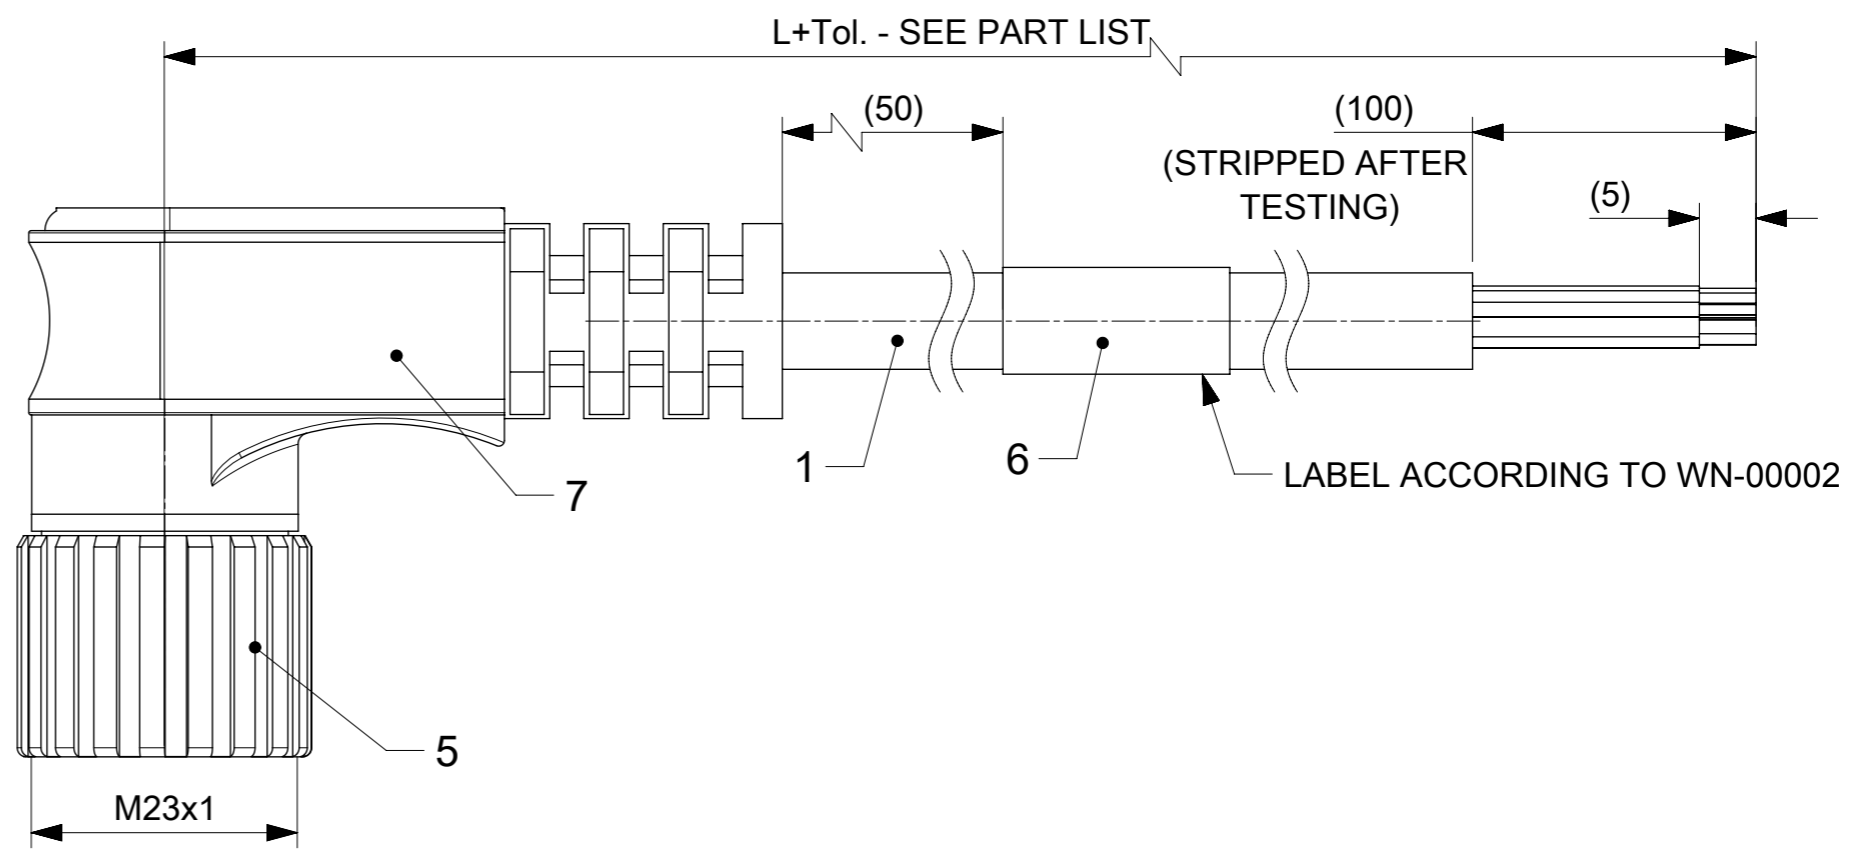 L+Tol. - SEE PART LIST
(50)
(100)
(STRIPPED AFTER
TESTING)
(5)
1
6
LABEL ACCORDING TO WN-00002
7
5
M23x1